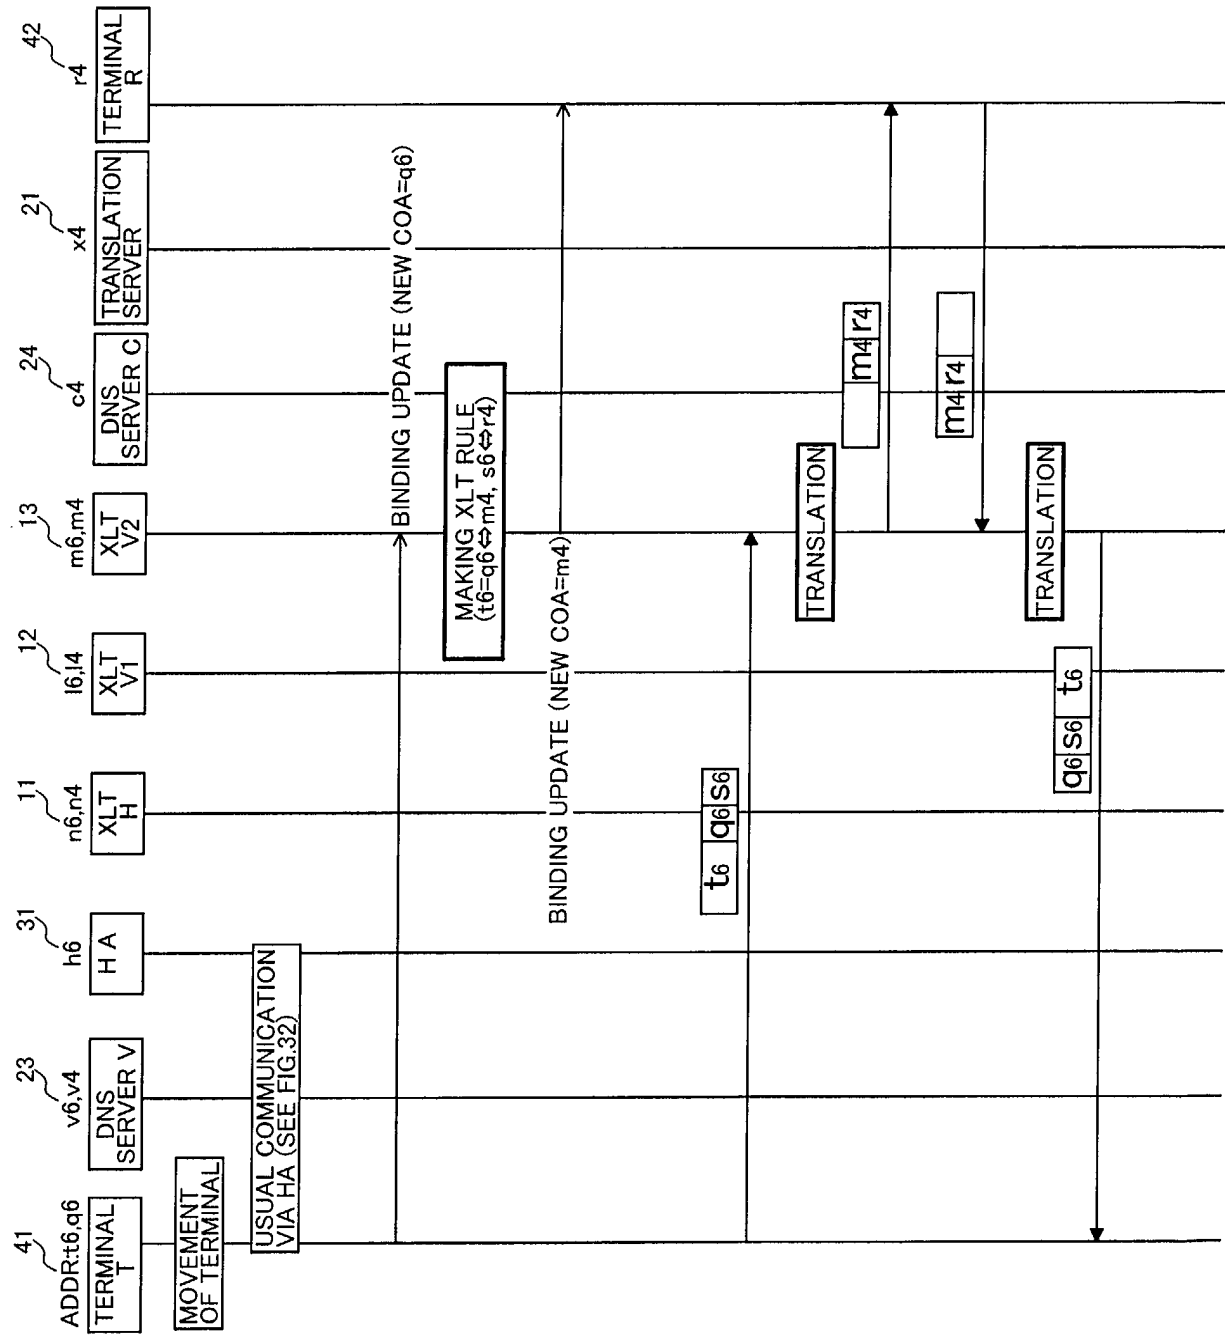 41
ADDR:t6,q6
TERMINAL
T
23
v6,v4
DNS
SERVER V
31
h6
H A
11
n6,n4
XLT
H
12
l6,l4
XLT
V1
13
m6,m4
XLT
V2
24
c4
DNS
SERVER C
21
x4
TRANSLATION
SERVER
42
r4
TERMINAL
R
MOVEMENT
OF TERMINAL
USUAL COMMUNICATION
VIA HA (SEE FIG.32)
BINDING UPDATE (NEW COA=q6)
MAKING XLT RULE
(t6=q6⇔m4, s6⇔r4)
BINDING UPDATE (NEW COA=m4)
t6 q6 s6
TRANSLATION
m4 r4
m4 r4
TRANSLATION
q6 s6 t6